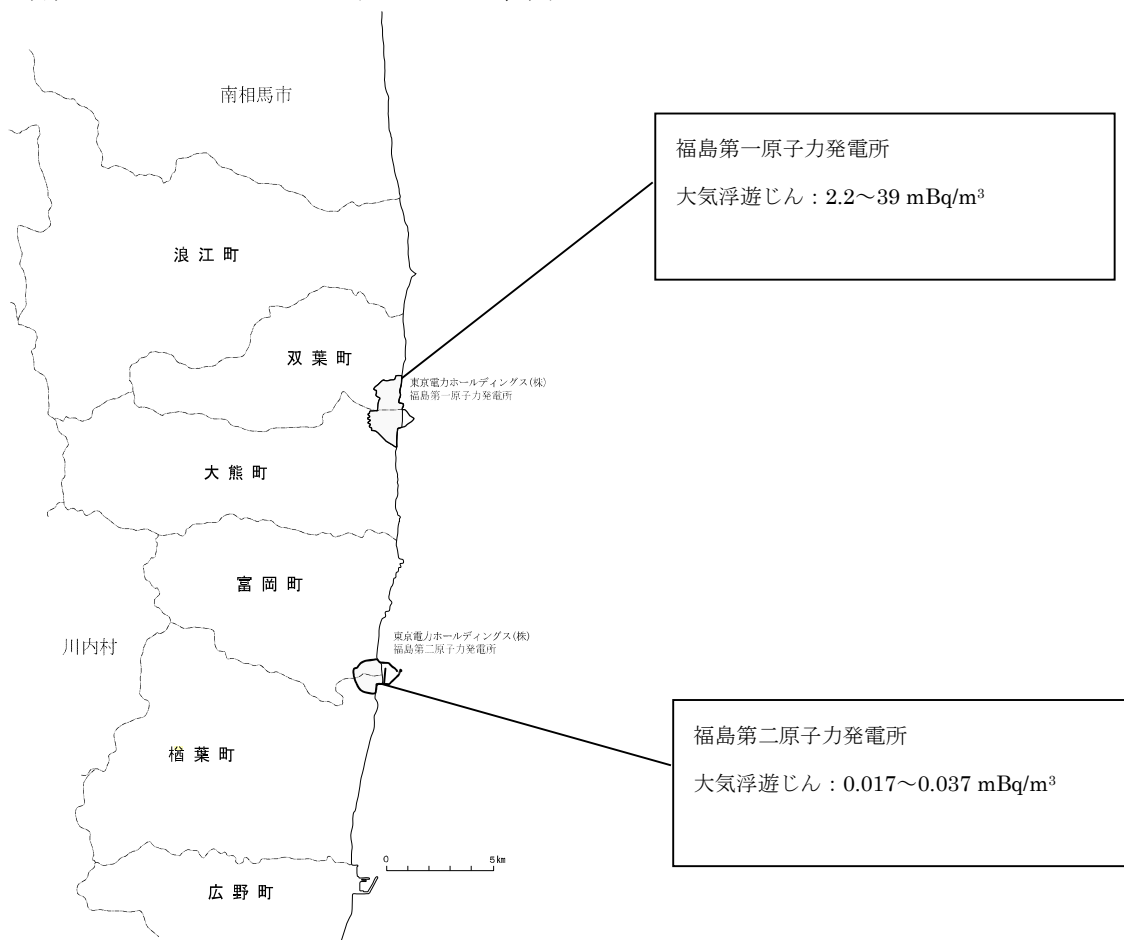 南相馬市
福島第一原子力発電所
大気浮遊じん：2.2～39 mBq/m³
浪江町
双葉町
東京電力ホールディングス(株)
福島第一原子力発電所
大熊町
富岡町
東京電力ホールディングス(株)
福島第二原子力発電所
川内村
福島第二原子力発電所
大気浮遊じん：0.017～0.037 mBq/m³
楢葉町
0 5km
広野町